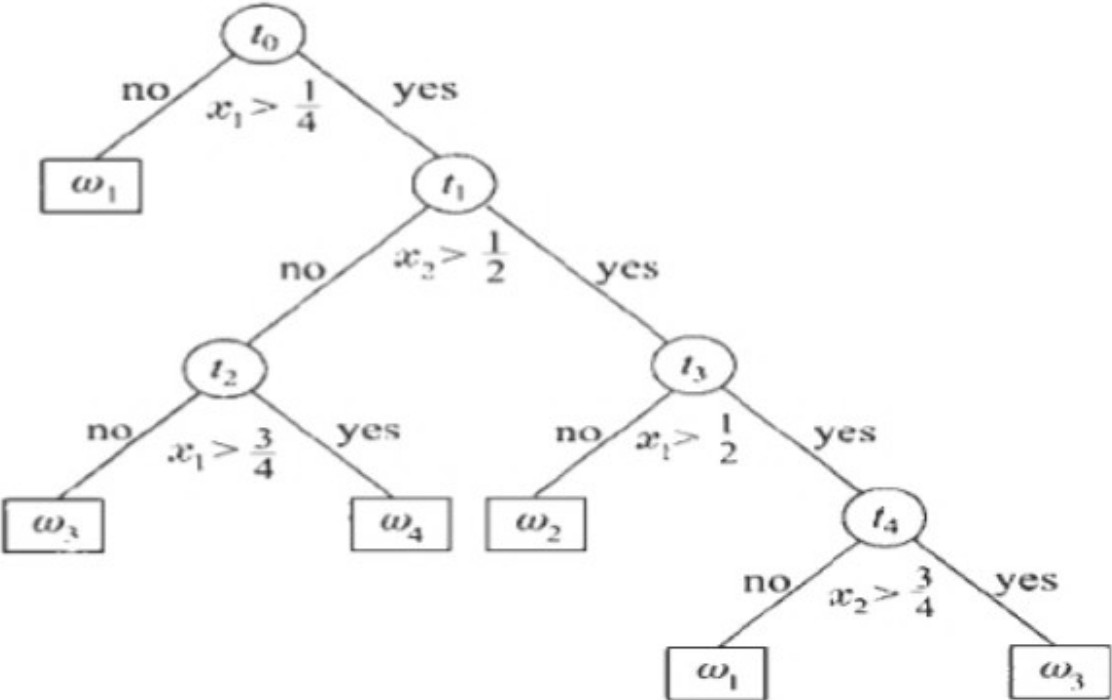 t₀
no x₁ > 1/4 yes
ω₁ t₁
no x₂ > 1/2 yes
t₂ t₃
no x₁ > 3/4 yes no x₁ > 1/2 yes
ω₃ ω₄ ω₂ t₄
no x₂ > 3/4 yes
ω₁ ω₃